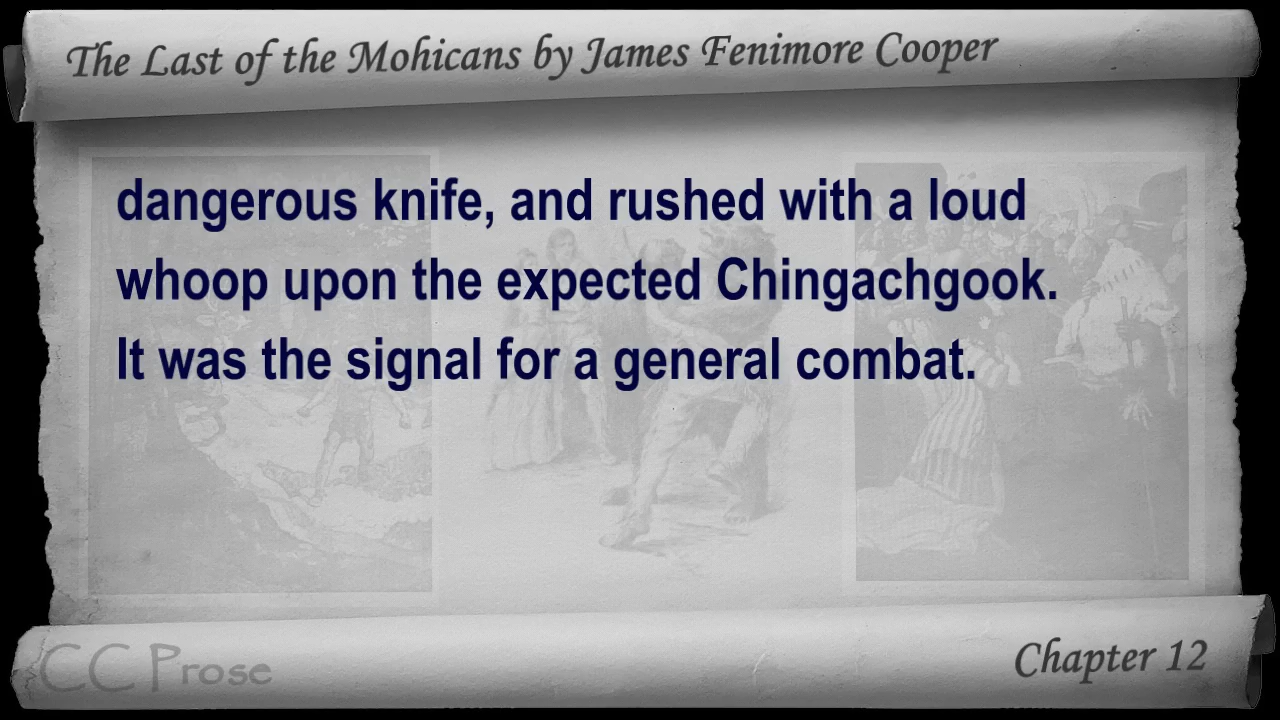 The Last of the Mohicans by James Fenimore Cooper
dangerous knife, and rushed with a loud
whoop upon the expected Chingachgook.
It was the signal for a general combat.
CC Prose
Chapter 12